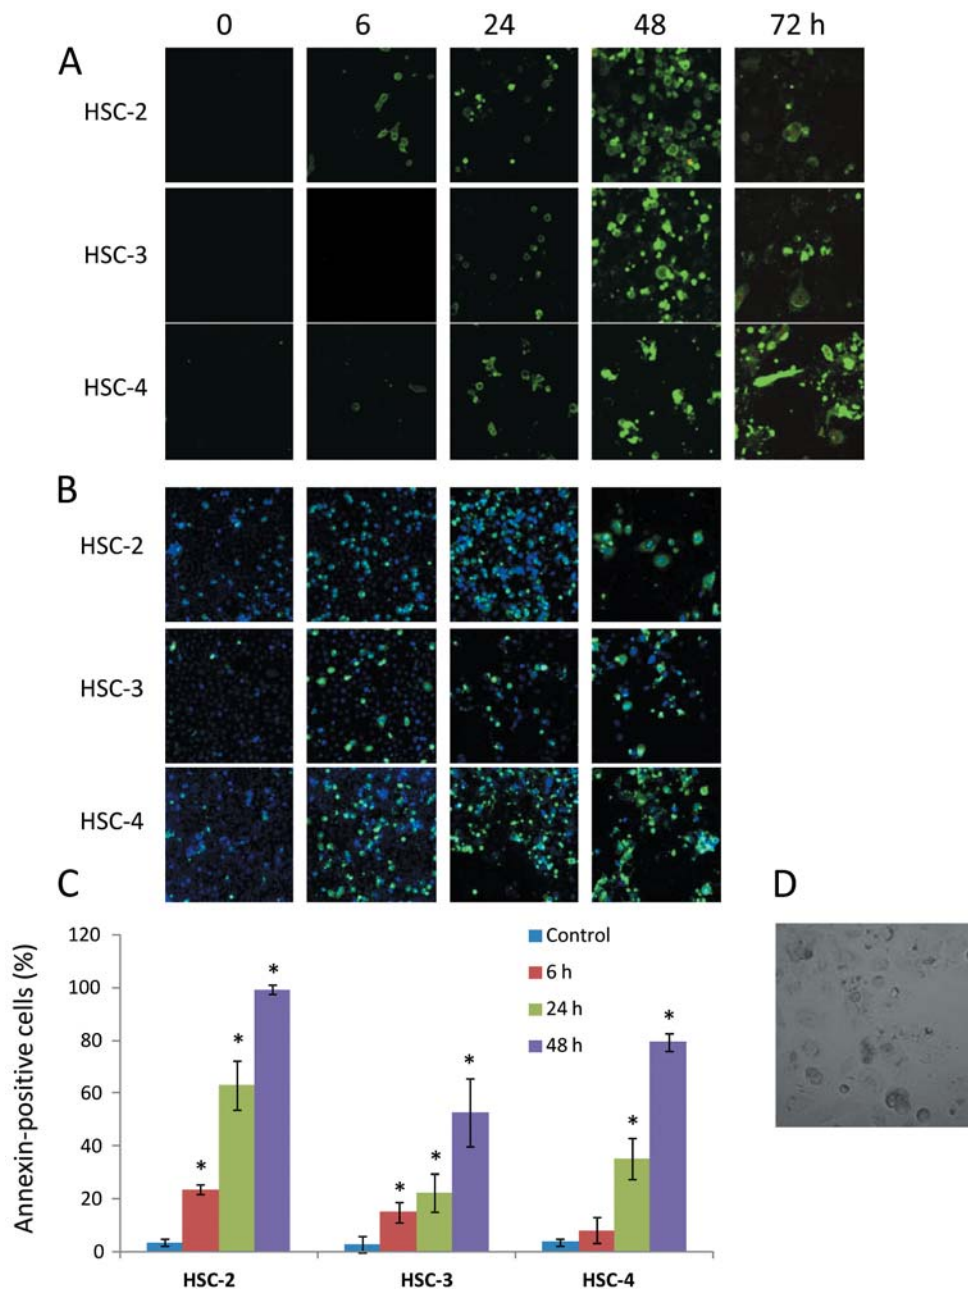 0 6 24 48 72 h
A
HSC-2
HSC-3
HSC-4
B
HSC-2
HSC-3
HSC-4
C
D
Annexin-positive cells (%)
120
100
80
60
40
20
0
Control
6 h
24 h
48 h
*
*
*
*
*
*
*
*
HSC-2 HSC-3 HSC-4